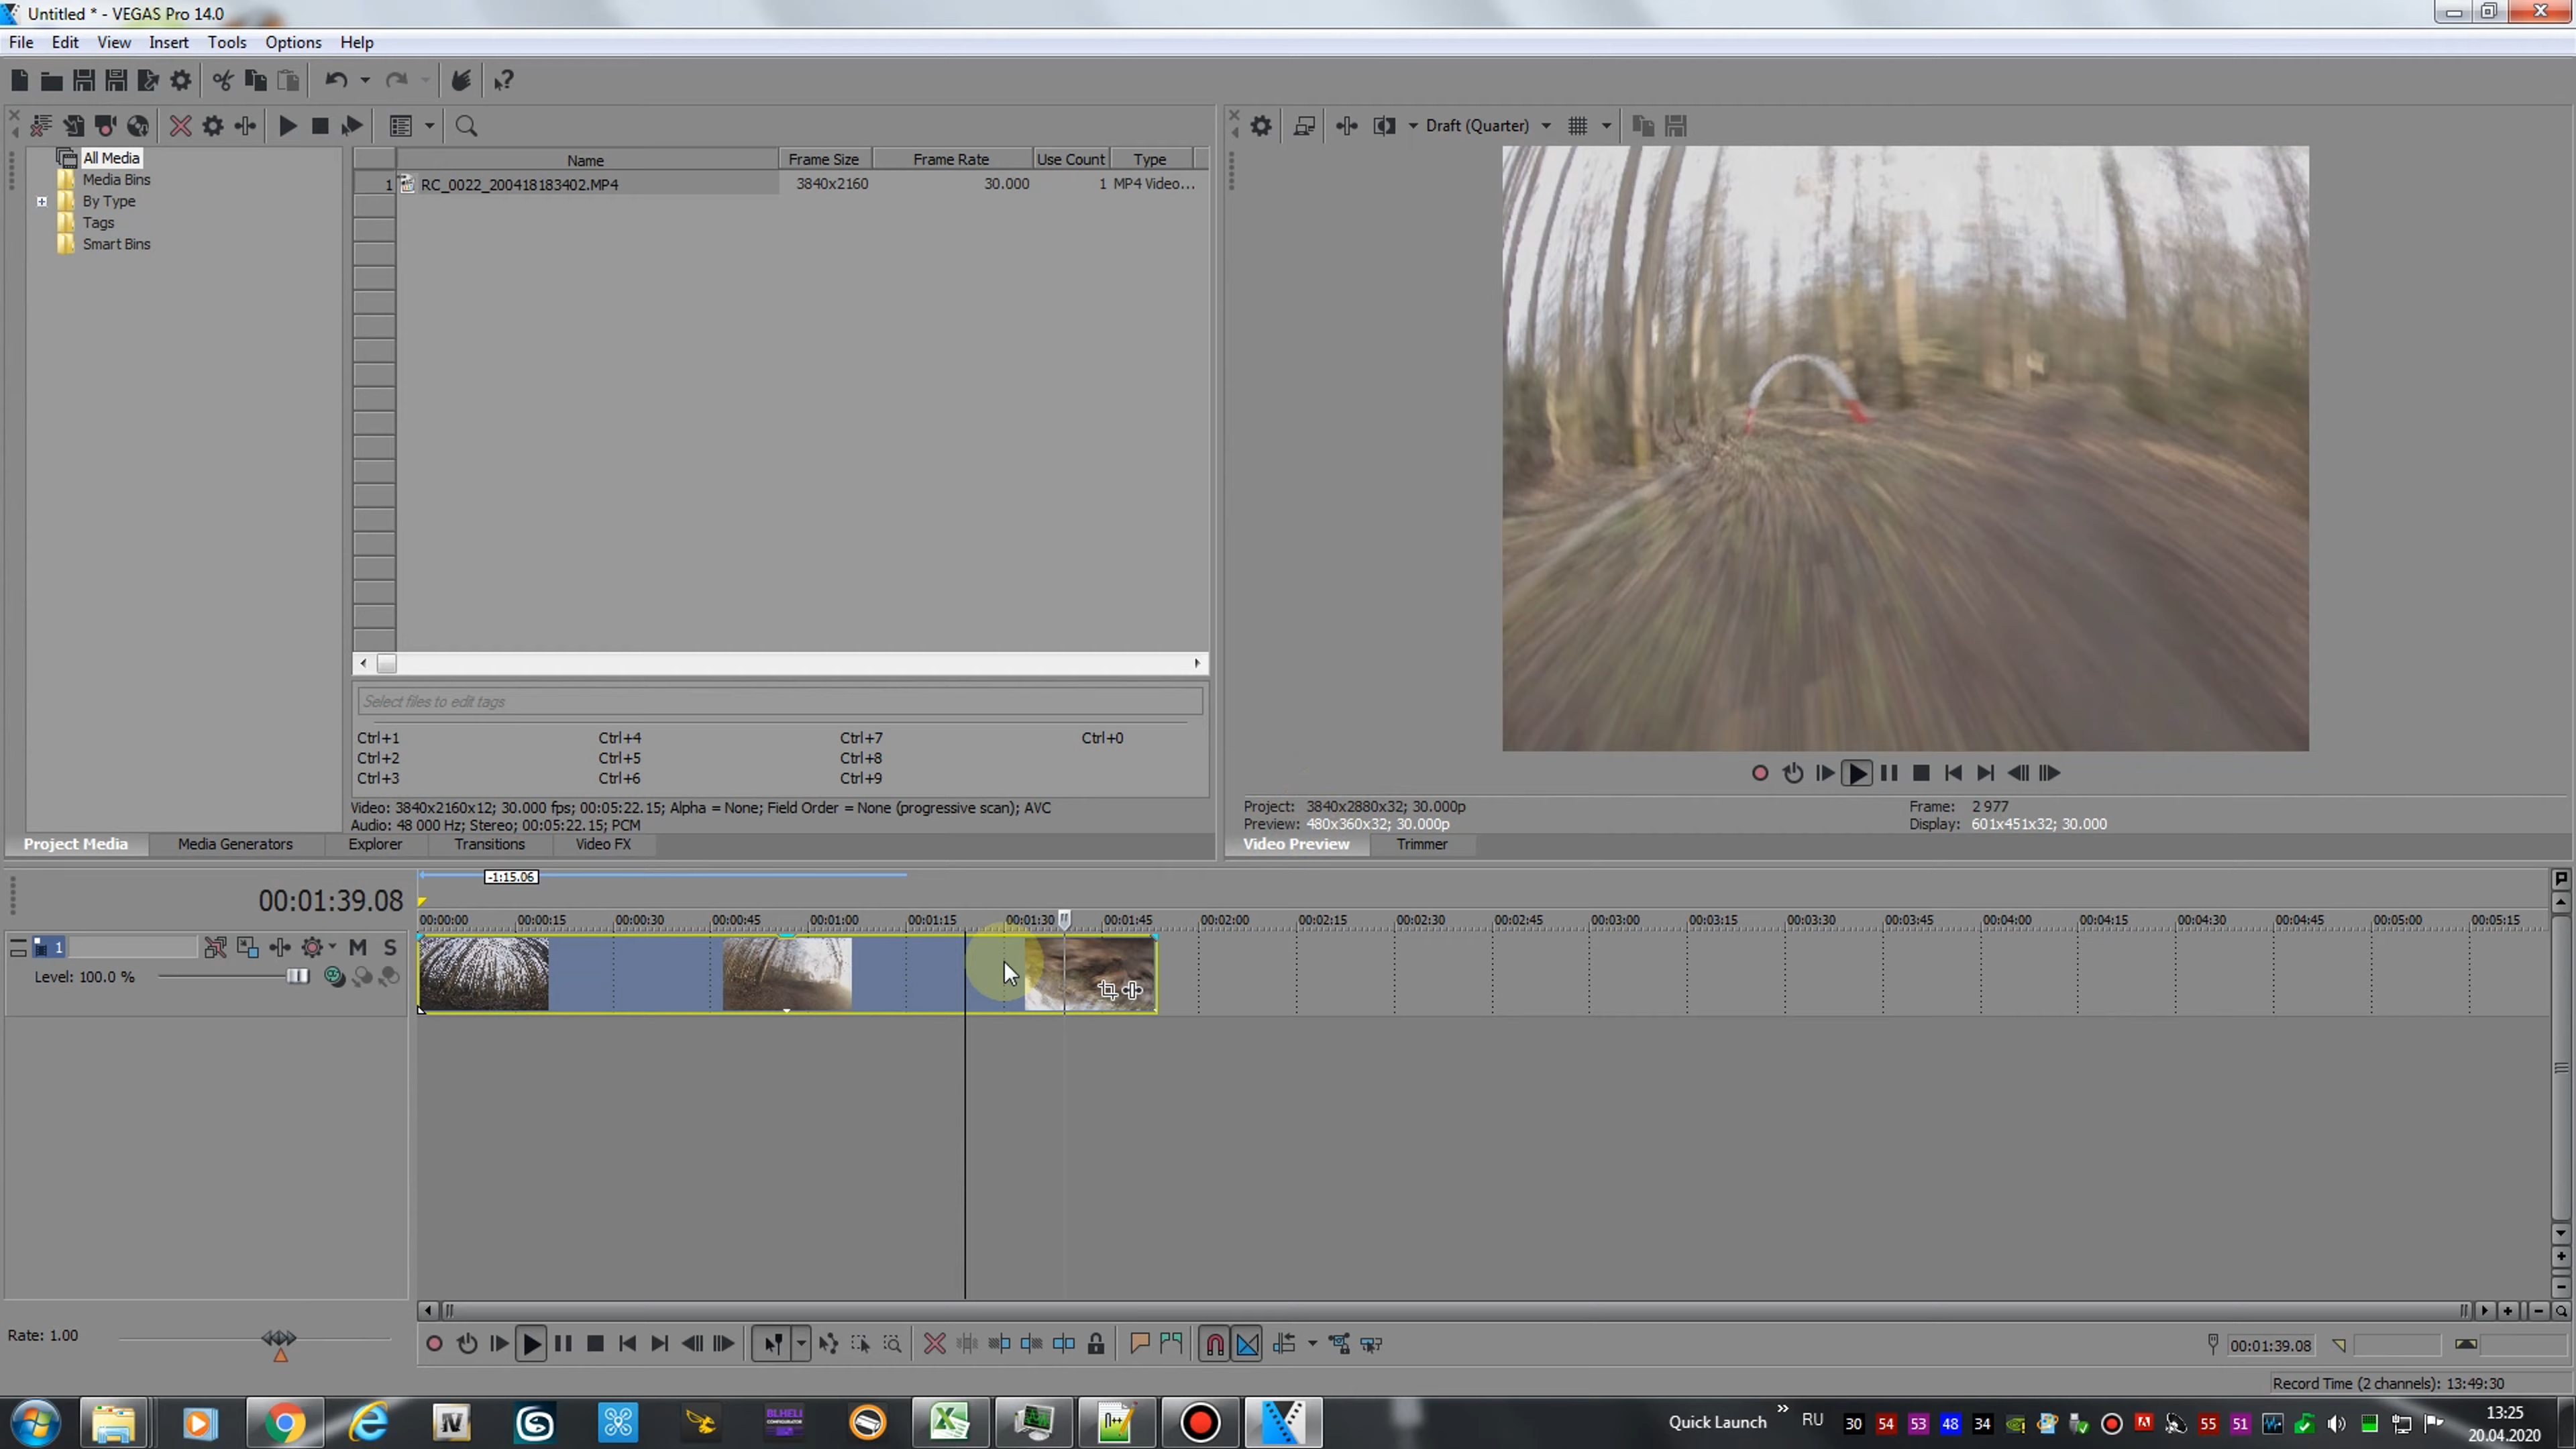 Untitled * - VEGAS Pro 14.0
File Edit View Insert Tools Options Help
Draft (Quarter)
All Media
Media Bins
By Type
Tags
Smart Bins
Name Frame Size Frame Rate Use Count Type
1 RC_0022_200418183402.MP4 3840x2160 30.000 1 MP4 Video...
Select files to edit tags
Ctrl+1 Ctrl+4 Ctrl+7 Ctrl+0
Ctrl+2 Ctrl+5 Ctrl+8
Ctrl+3 Ctrl+6 Ctrl+9
Video: 3840x2160x12; 30.000 fps; 00:05:22.15; Alpha = None; Field Order = None (progressive scan); AVC
Audio: 48 000 Hz; Stereo; 00:05:22.15; PCM
Project Media Media Generators Explorer Transitions Video FX
Project: 3840x2880x32; 30.000p Frame: 2 977
Preview: 480x360x32; 30.000p Display: 601x451x32; 30.000
Video Preview Trimmer
-1:15.06
00:01:39.08
00:00:00 00:00:15 00:00:30 00:00:45 00:01:00 00:01:15 00:01:30 00:01:45 00:02:00 00:02:15 00:02:30 00:02:45 00:03:00 00:03:15 00:03:30 00:03:45 00:04:00 00:04:15 00:04:30 00:04:45 00:05:00 00:05:15
1 M S
Level: 100.0 %
Rate: 1.00
00:01:39.08
Record Time (2 channels): 13:49:30
BLHELI
CONFIGURATOR
Quick Launch RU 30 54 53 48 34 55 51
13:25
20.04.2020